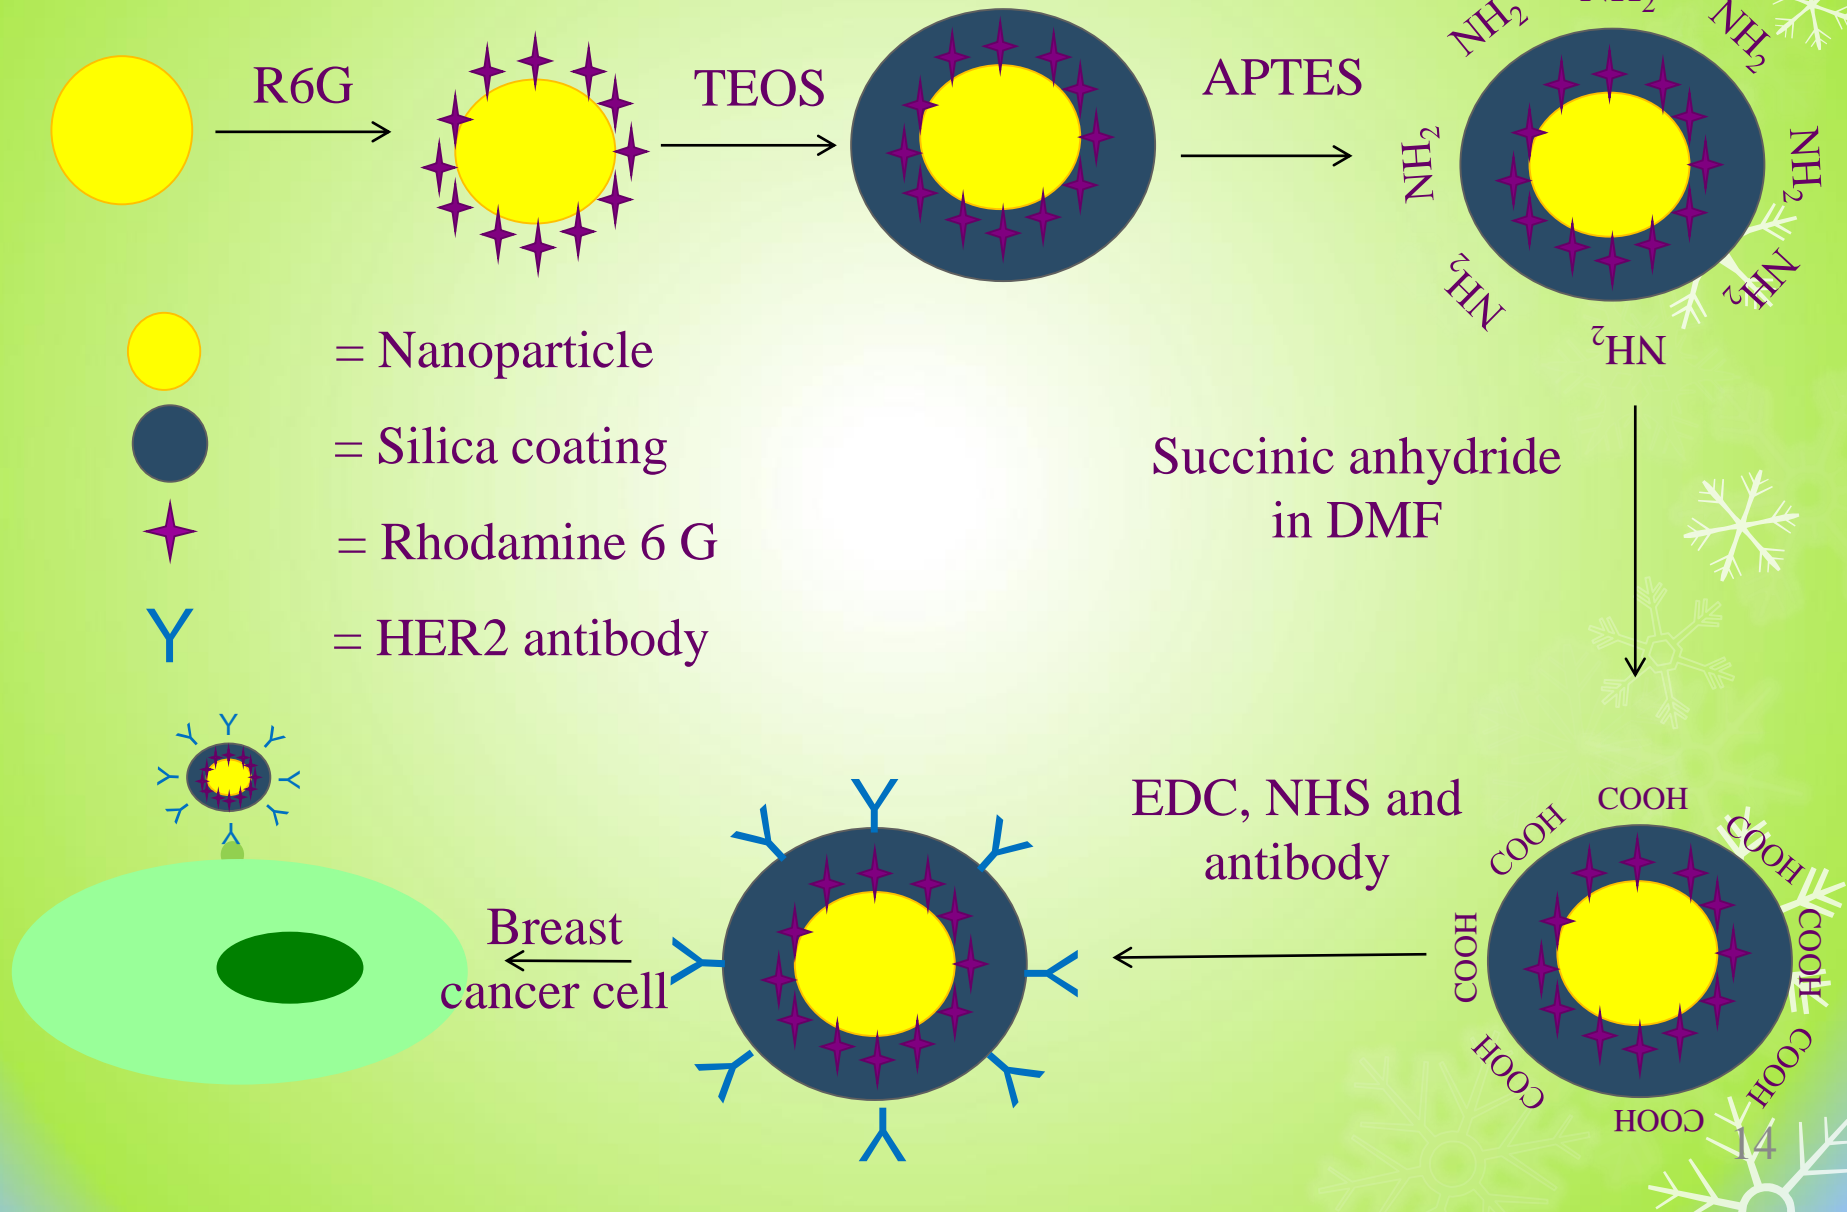 R6G
TEOS
APTES
NH2
NH2
NH2
NH2
NH2
NH2
NH2
NH2
= Nanoparticle
= Silica coating
= Rhodamine 6 G
= HER2 antibody
Succinic anhydride
in DMF
EDC, NHS and
antibody
COOH
COOH
COOH
COOH
COOH
COOH
COOH
COOH
Breast
cancer cell
14